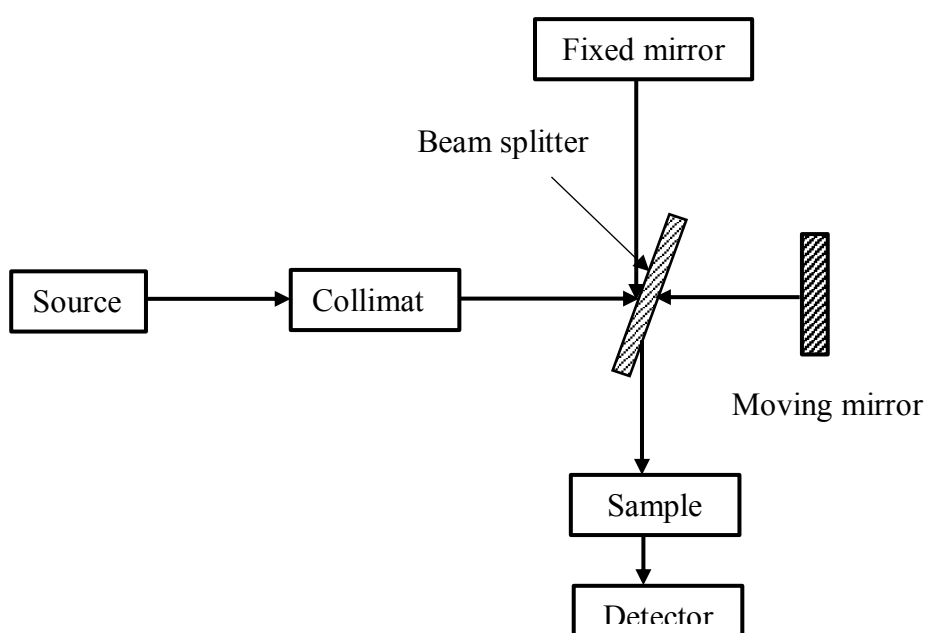 Fixed mirror
Beam splitter
Source
Collimat
Moving mirror
Sample
Detector